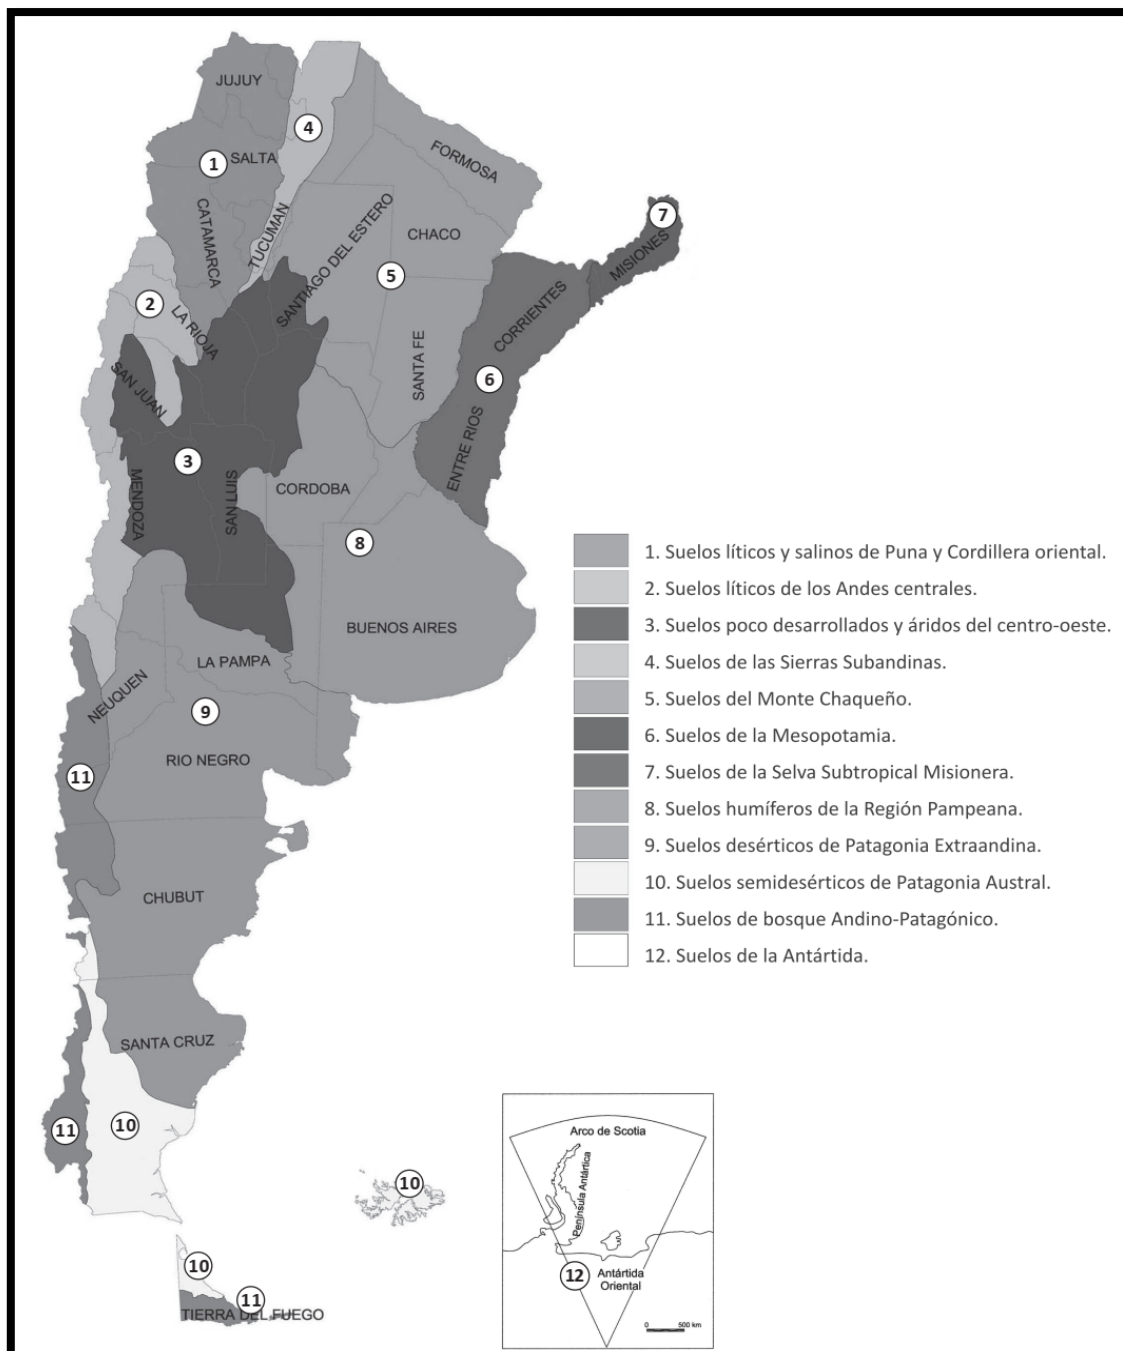 JUJUY
4
FORMOSA
1
SALTA
7
CATAMARCA
TUCUMAN
SANTIAGO DEL ESTERO
CHACO
MISIONES
5
2
LA RIOJA
CORRIENTES
SAN JUAN
SANTA FE
6
ENTRE RIOS
3
MENDOZA
SAN LUIS
CORDOBA
8
BUENOS AIRES
LA PAMPA
NEUQUEN
9
RIO NEGRO
11
CHUBUT
SANTA CRUZ
10
11
10
10
11
TIERRA DEL FUEGO
1. Suelos líticos y salinos de Puna y Cordillera oriental.
2. Suelos líticos de los Andes centrales.
3. Suelos poco desarrollados y áridos del centro-oeste.
4. Suelos de las Sierras Subandinas.
5. Suelos del Monte Chaqueño.
6. Suelos de la Mesopotamia.
7. Suelos de la Selva Subtropical Misionera.
8. Suelos humíferos de la Región Pampeana.
9. Suelos desérticos de Patagonia Extraandina.
10. Suelos semidesérticos de Patagonia Austral.
11. Suelos de bosque Andino-Patagónico.
12. Suelos de la Antártida.
Arco de Scotia
Península Antártica
12
Antártida
Oriental
0 500 km